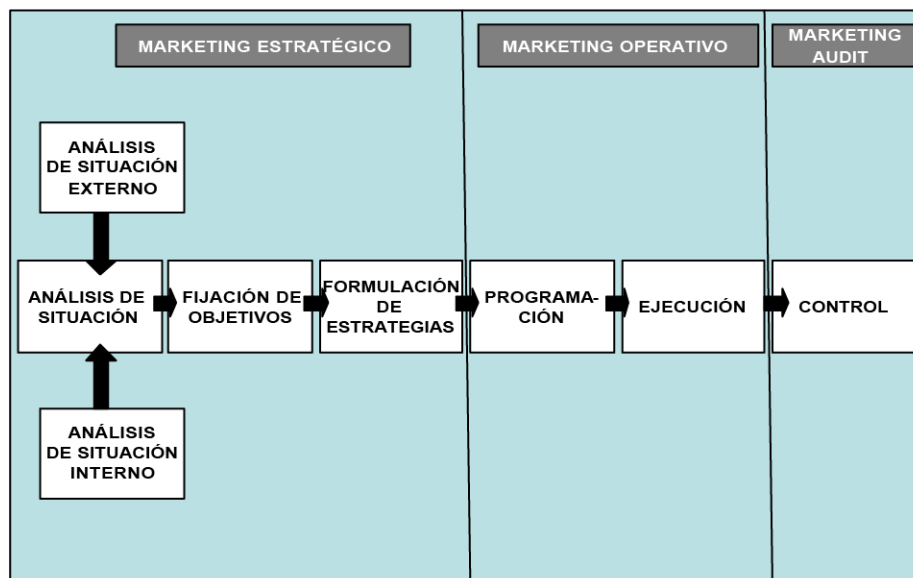 MARKETING ESTRATÉGICO
MARKETING OPERATIVO
MARKETING
AUDIT
ANÁLISIS
DE SITUACIÓN
EXTERNO
ANÁLISIS DE
SITUACIÓN
FIJACIÓN DE
OBJETIVOS
FORMULACIÓN
DE
ESTRATEGIAS
PROGRAMA-
CIÓN
EJECUCIÓN
CONTROL
ANÁLISIS
DE SITUACIÓN
INTERNO